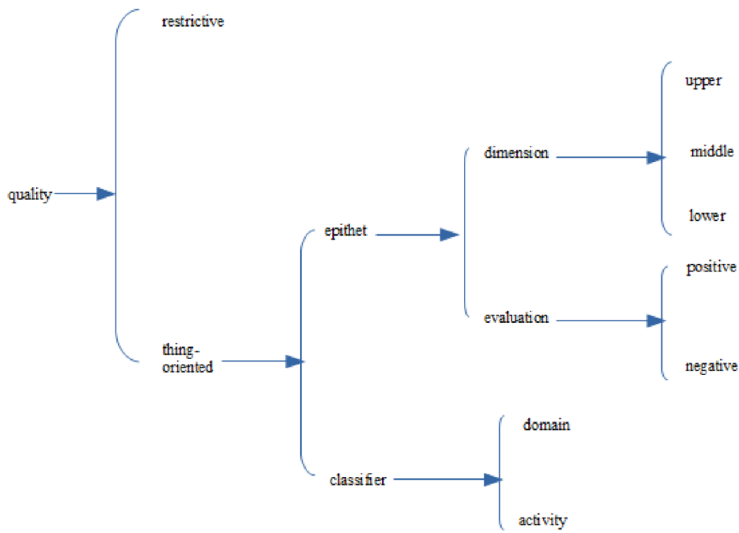 restrictive
upper
dimension
middle
quality
lower
epithet
positive
evaluation
thing-
oriented
negative
domain
classifier
activity